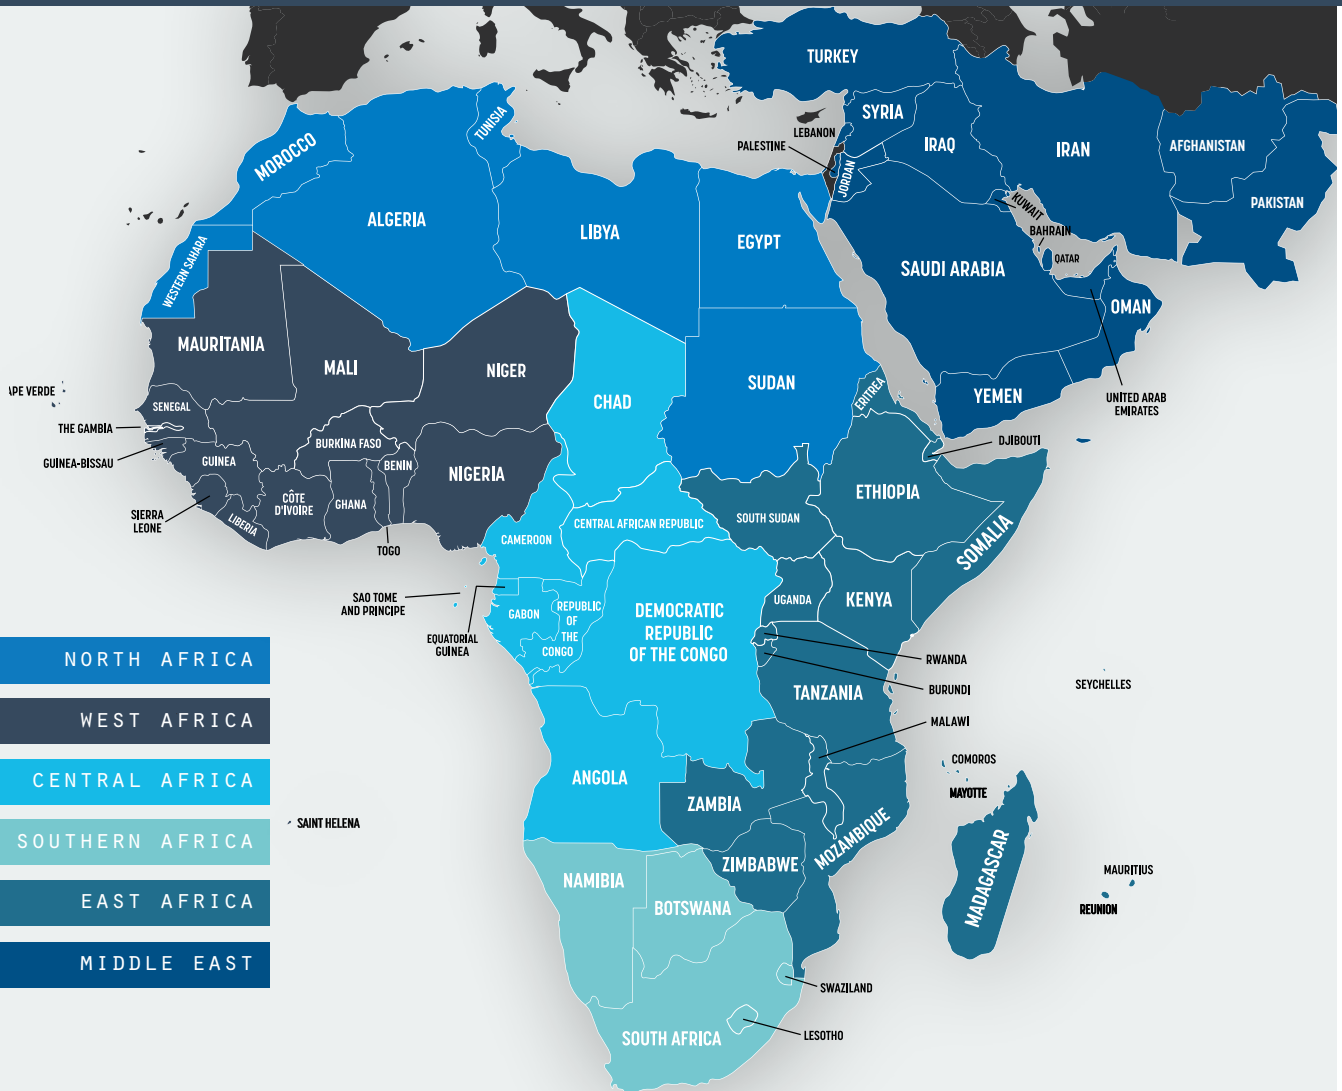 TURKEY
SYRIA
LEBANON
PALESTINE
IRAQ
IRAN
AFGHANISTAN
JORDAN
PAKISTAN
KUWAIT
BAHRAIN
QATAR
SAUDI ARABIA
OMAN
UNITED ARAB
EMIRATES
YEMEN
TUNISIA
MOROCCO
ALGERIA
LIBYA
EGYPT
WESTERN SAHARA
MAURITANIA
MALI
NIGER
CHAD
SUDAN
ERITREA
APE VERDE
SENEGAL
THE GAMBIA
GUINEA-BISSAU
GUINEA
BURKINA FASO
BENIN
NIGERIA
SIERRA
LEONE
LIBERIA
CÔTE
D'IVOIRE
GHANA
TOGO
DJIBOUTI
ETHIOPIA
SOMALIA
SOUTH SUDAN
CENTRAL AFRICAN REPUBLIC
CAMEROON
SAO TOME
AND PRINCIPE
EQUATORIAL
GUINEA
GABON
REPUBLIC
OF
THE
CONGO
DEMOCRATIC
REPUBLIC
OF THE CONGO
UGANDA
KENYA
RWANDA
BURUNDI
TANZANIA
MALAWI
SEYCHELLES
COMOROS
MAYOTTE
ANGOLA
ZAMBIA
MOZAMBIQUE
ZIMBABWE
MADAGASCAR
MAURITIUS
REUNION
SAINT HELENA
NAMIBIA
BOTSWANA
SWAZILAND
SOUTH AFRICA
LESOTHO
NORTH AFRICA
WEST AFRICA
CENTRAL AFRICA
SOUTHERN AFRICA
EAST AFRICA
MIDDLE EAST